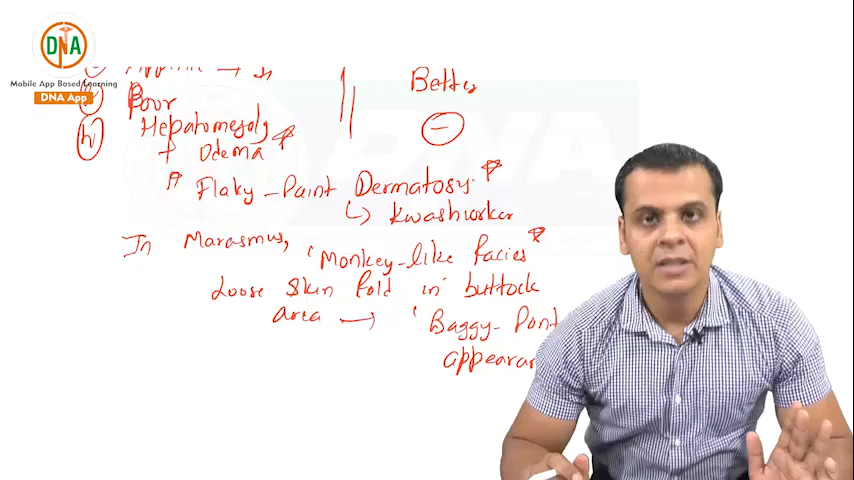 DNA
Mobile App Based Learning
DNA App
Better
Poor
Hepatomegaly
+ Odema
Flaky-Paint Dermatosis
↳ Kwashiorkor
In Marasmus, 'Monkey-like facies
Loose Skin fold in buttock
area → 'Baggy-Pant
appearan